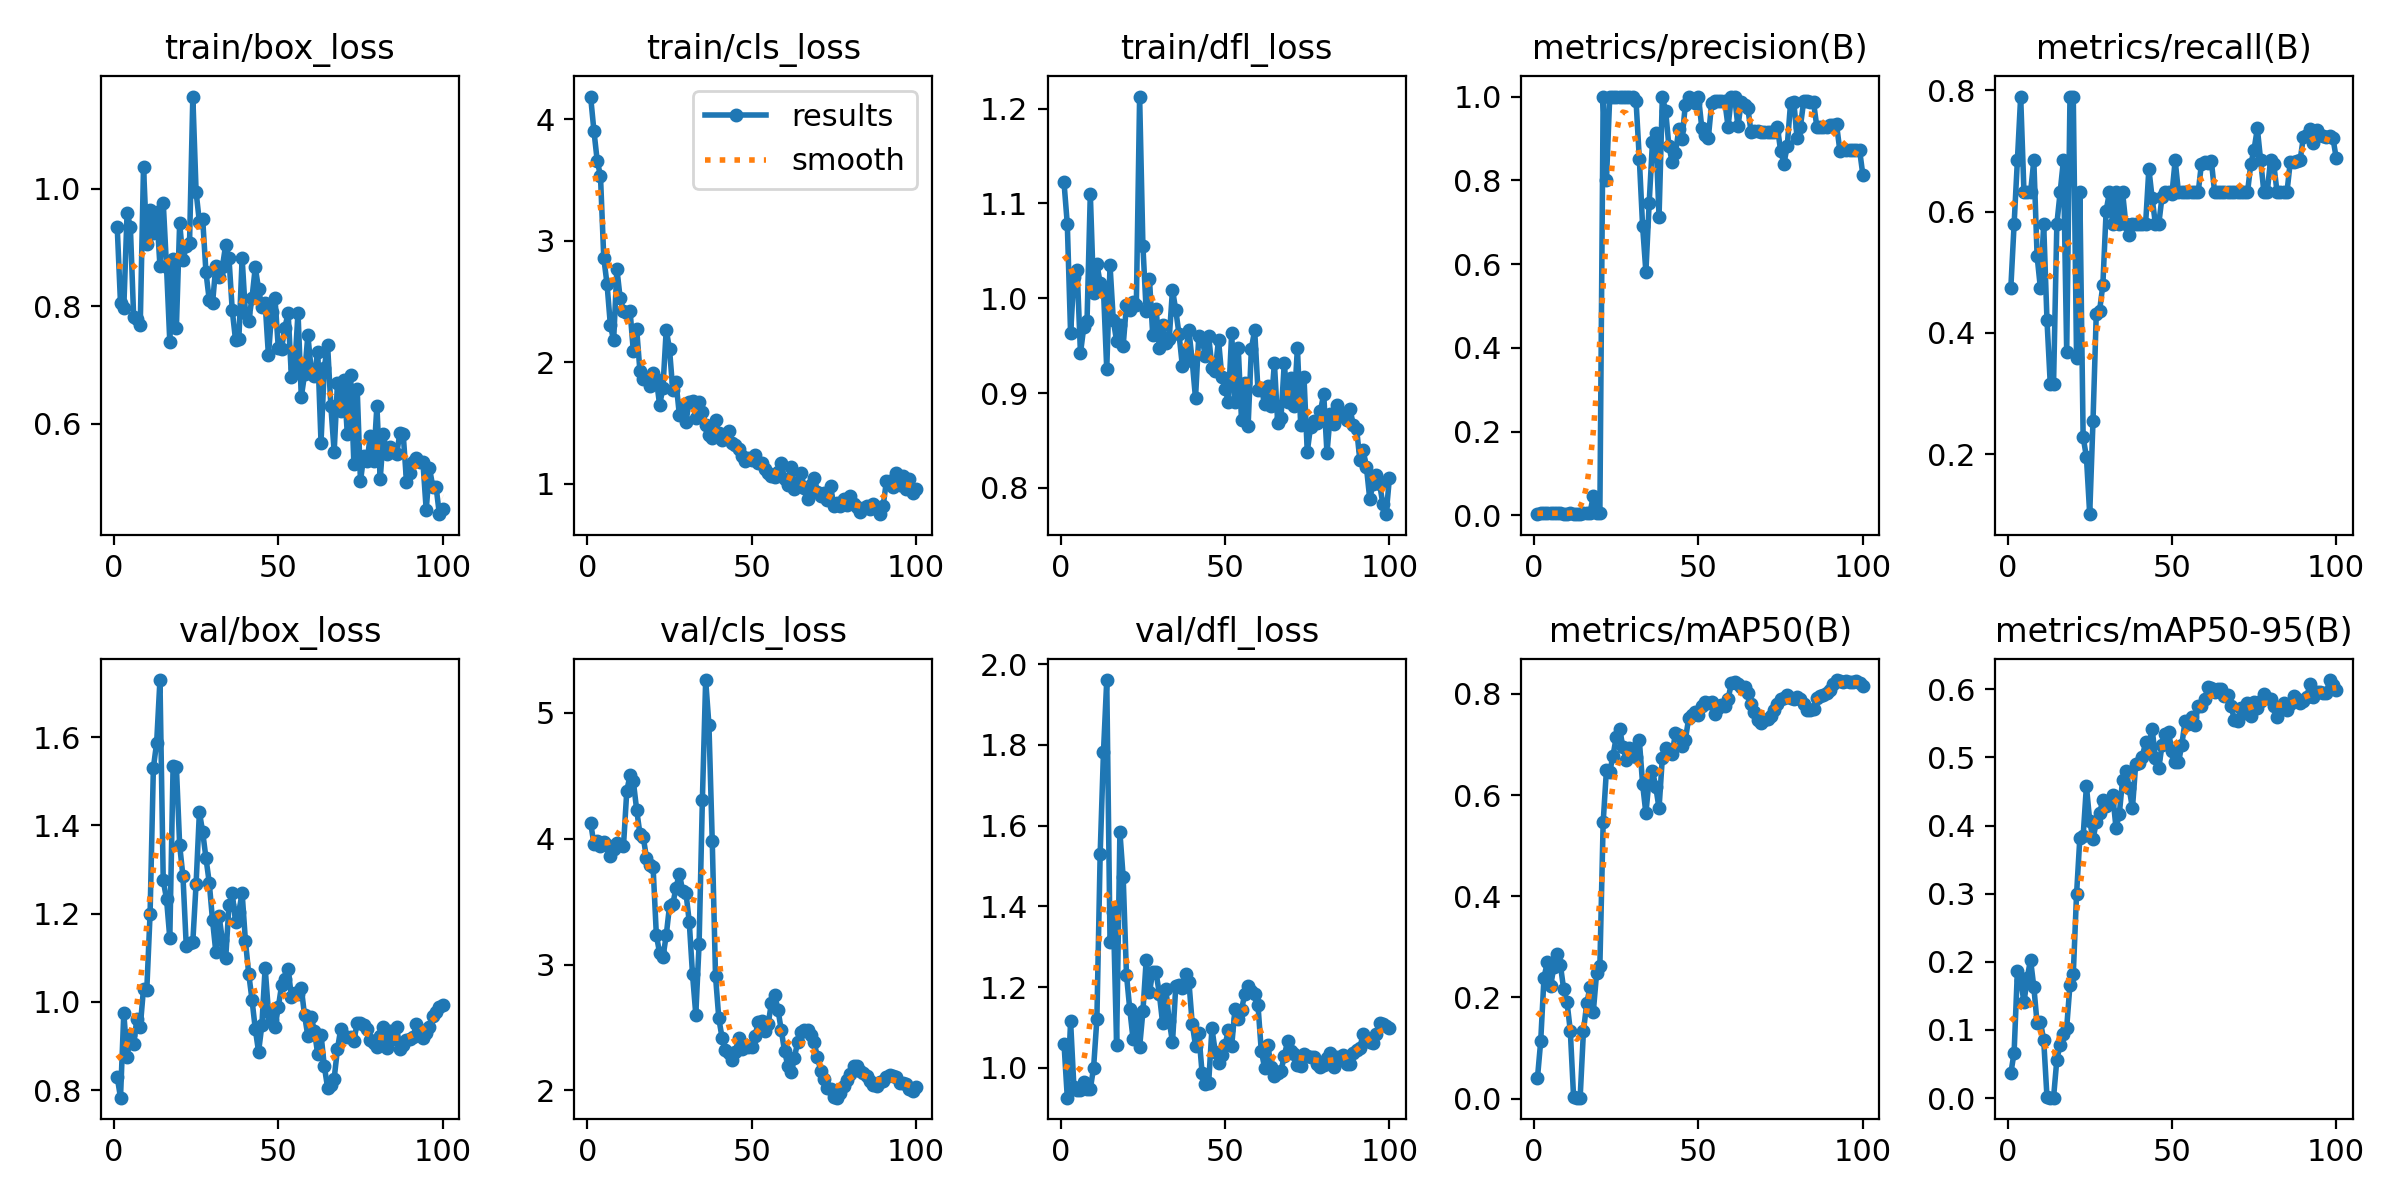 train/box_loss
1.0
0.8
0.6
0 50 100
train/cls_loss
results
smooth
4
3
2
1
0 50 100
train/dfl_loss
1.2
1.1
1.0
0.9
0.8
0 50 100
metrics/precision(B)
1.0
0.8
0.6
0.4
0.2
0.0
0 50 100
metrics/recall(B)
0.8
0.6
0.4
0.2
0 50 100
val/box_loss
1.6
1.4
1.2
1.0
0.8
0 50 100
val/cls_loss
5
4
3
2
0 50 100
val/dfl_loss
2.0
1.8
1.6
1.4
1.2
1.0
0 50 100
metrics/mAP50(B)
0.8
0.6
0.4
0.2
0.0
0 50 100
metrics/mAP50-95(B)
0.6
0.5
0.4
0.3
0.2
0.1
0.0
0 50 100